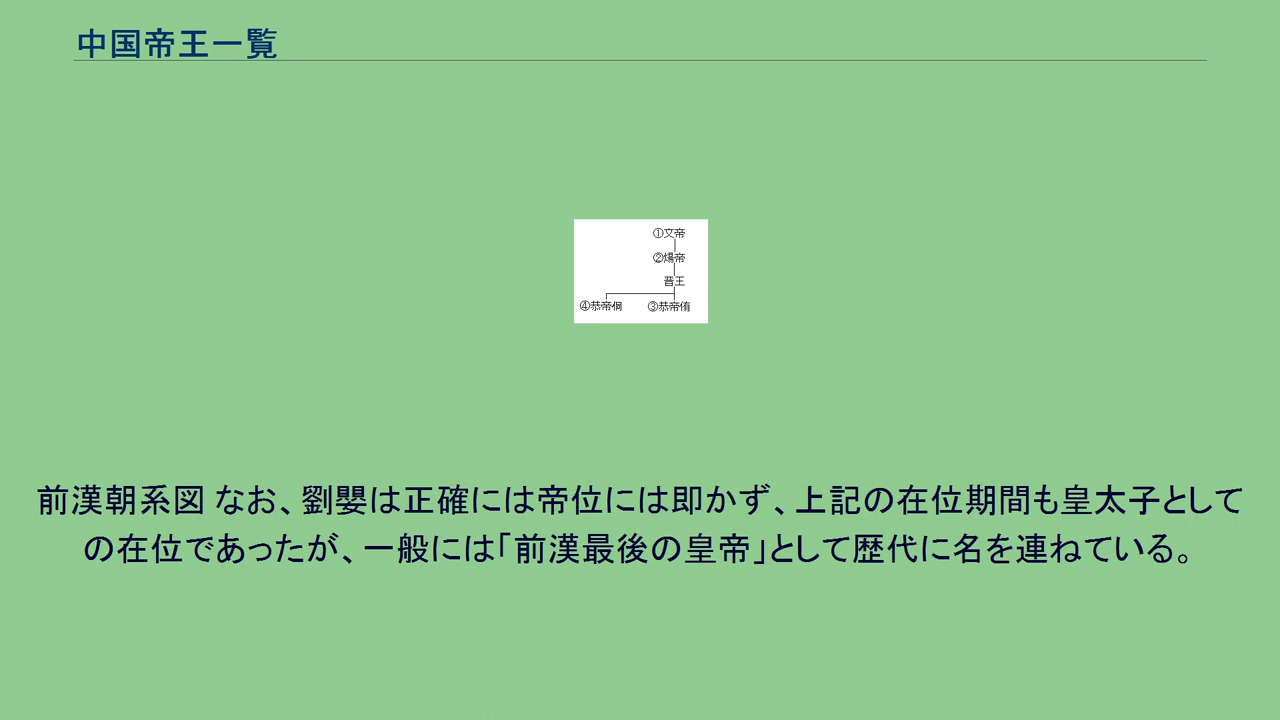 中国帝王一覧
①文帝
②煬帝
晋王
④恭帝侗 ③恭帝侑
前漢朝系図 なお、劉嬰は正確には帝位には即かず、上記の在位期間も皇太子として
の在位であったが、一般には「前漢最後の皇帝」として歴代に名を連ねている。